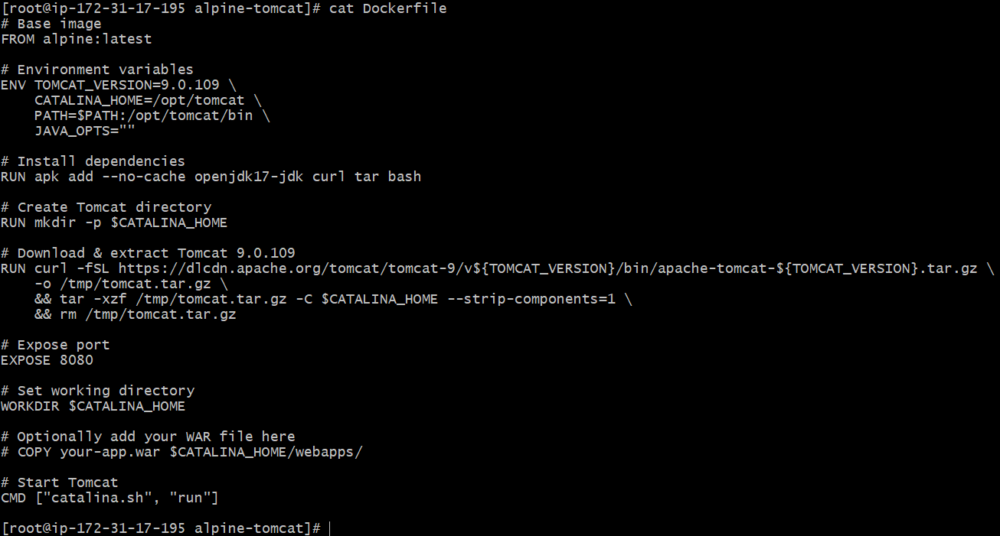 [root@ip-172-31-17-195 alpine-tomcat]# cat Dockerfile
# Base image
FROM alpine:latest

# Environment variables
ENV TOMCAT_VERSION=9.0.109 \
    CATALINA_HOME=/opt/tomcat \
    PATH=$PATH:/opt/tomcat/bin \
    JAVA_OPTS=""

# Install dependencies
RUN apk add --no-cache openjdk17-jdk curl tar bash

# Create Tomcat directory
RUN mkdir -p $CATALINA_HOME

# Download & extract Tomcat 9.0.109
RUN curl -fSL https://dlcdn.apache.org/tomcat/tomcat-9/v${TOMCAT_VERSION}/bin/apache-tomcat-${TOMCAT_VERSION}.tar.gz \
    -o /tmp/tomcat.tar.gz \
    && tar -xzf /tmp/tomcat.tar.gz -C $CATALINA_HOME --strip-components=1 \
    && rm /tmp/tomcat.tar.gz

# Expose port
EXPOSE 8080

# Set working directory
WORKDIR $CATALINA_HOME

# Optionally add your WAR file here
# COPY your-app.war $CATALINA_HOME/webapps/

# Start Tomcat
CMD ["catalina.sh", "run"]

[root@ip-172-31-17-195 alpine-tomcat]#